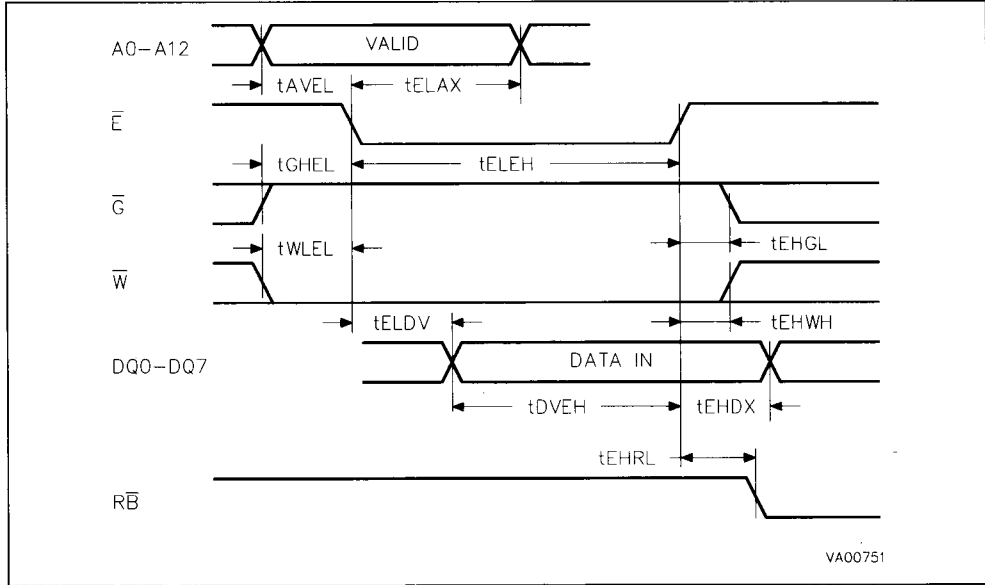 A0–A12 VALID
tAVEL tELAX
E̅
tGHEL tELEH
G̅
tWLEL tEHGL
W̅
tELDV tEHWH
DQ0–DQ7 DATA IN
tDVEH tEHDX
tEHRL
RB̅
VA00751